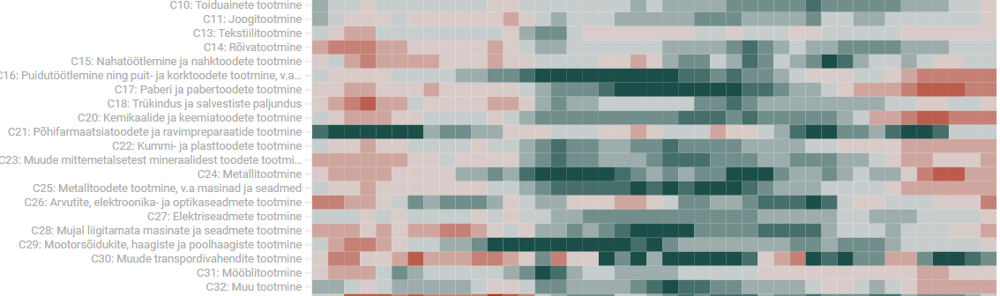 C10: Toiduainete tootmine
C11: Joogitootmine
C13: Tekstiilitootmine
C14: Rõivatootmine
C15: Nahatöötlemine ja nahktoodete tootmine
C16: Puidutöötlemine ning puit- ja korktoodete tootmine, v.a...
C17: Paberi ja pabertoodete tootmine
C18: Trükindus ja salvestiste paljundus
C20: Kemikaalide ja keemiatoodete tootmine
C21: Põhifarmaatsiatoodete ja ravimpreparaatide tootmine
C22: Kummi- ja plasttoodete tootmine
C23: Muude mittemetalsetest mineraalidest toodete tootmi...
C24: Metallitootmine
C25: Metalltoodete tootmine, v.a masinad ja seadmed
C26: Arvutite, elektroonika- ja optikaseadmete tootmine
C27: Elektriseadmete tootmine
C28: Mujal liigitamata masinate ja seadmete tootmine
C29: Mootorsõidukite, haagiste ja poolhaagiste tootmine
C30: Muude transpordivahendite tootmine
C31: Mööblitootmine
C32: Muu tootmine